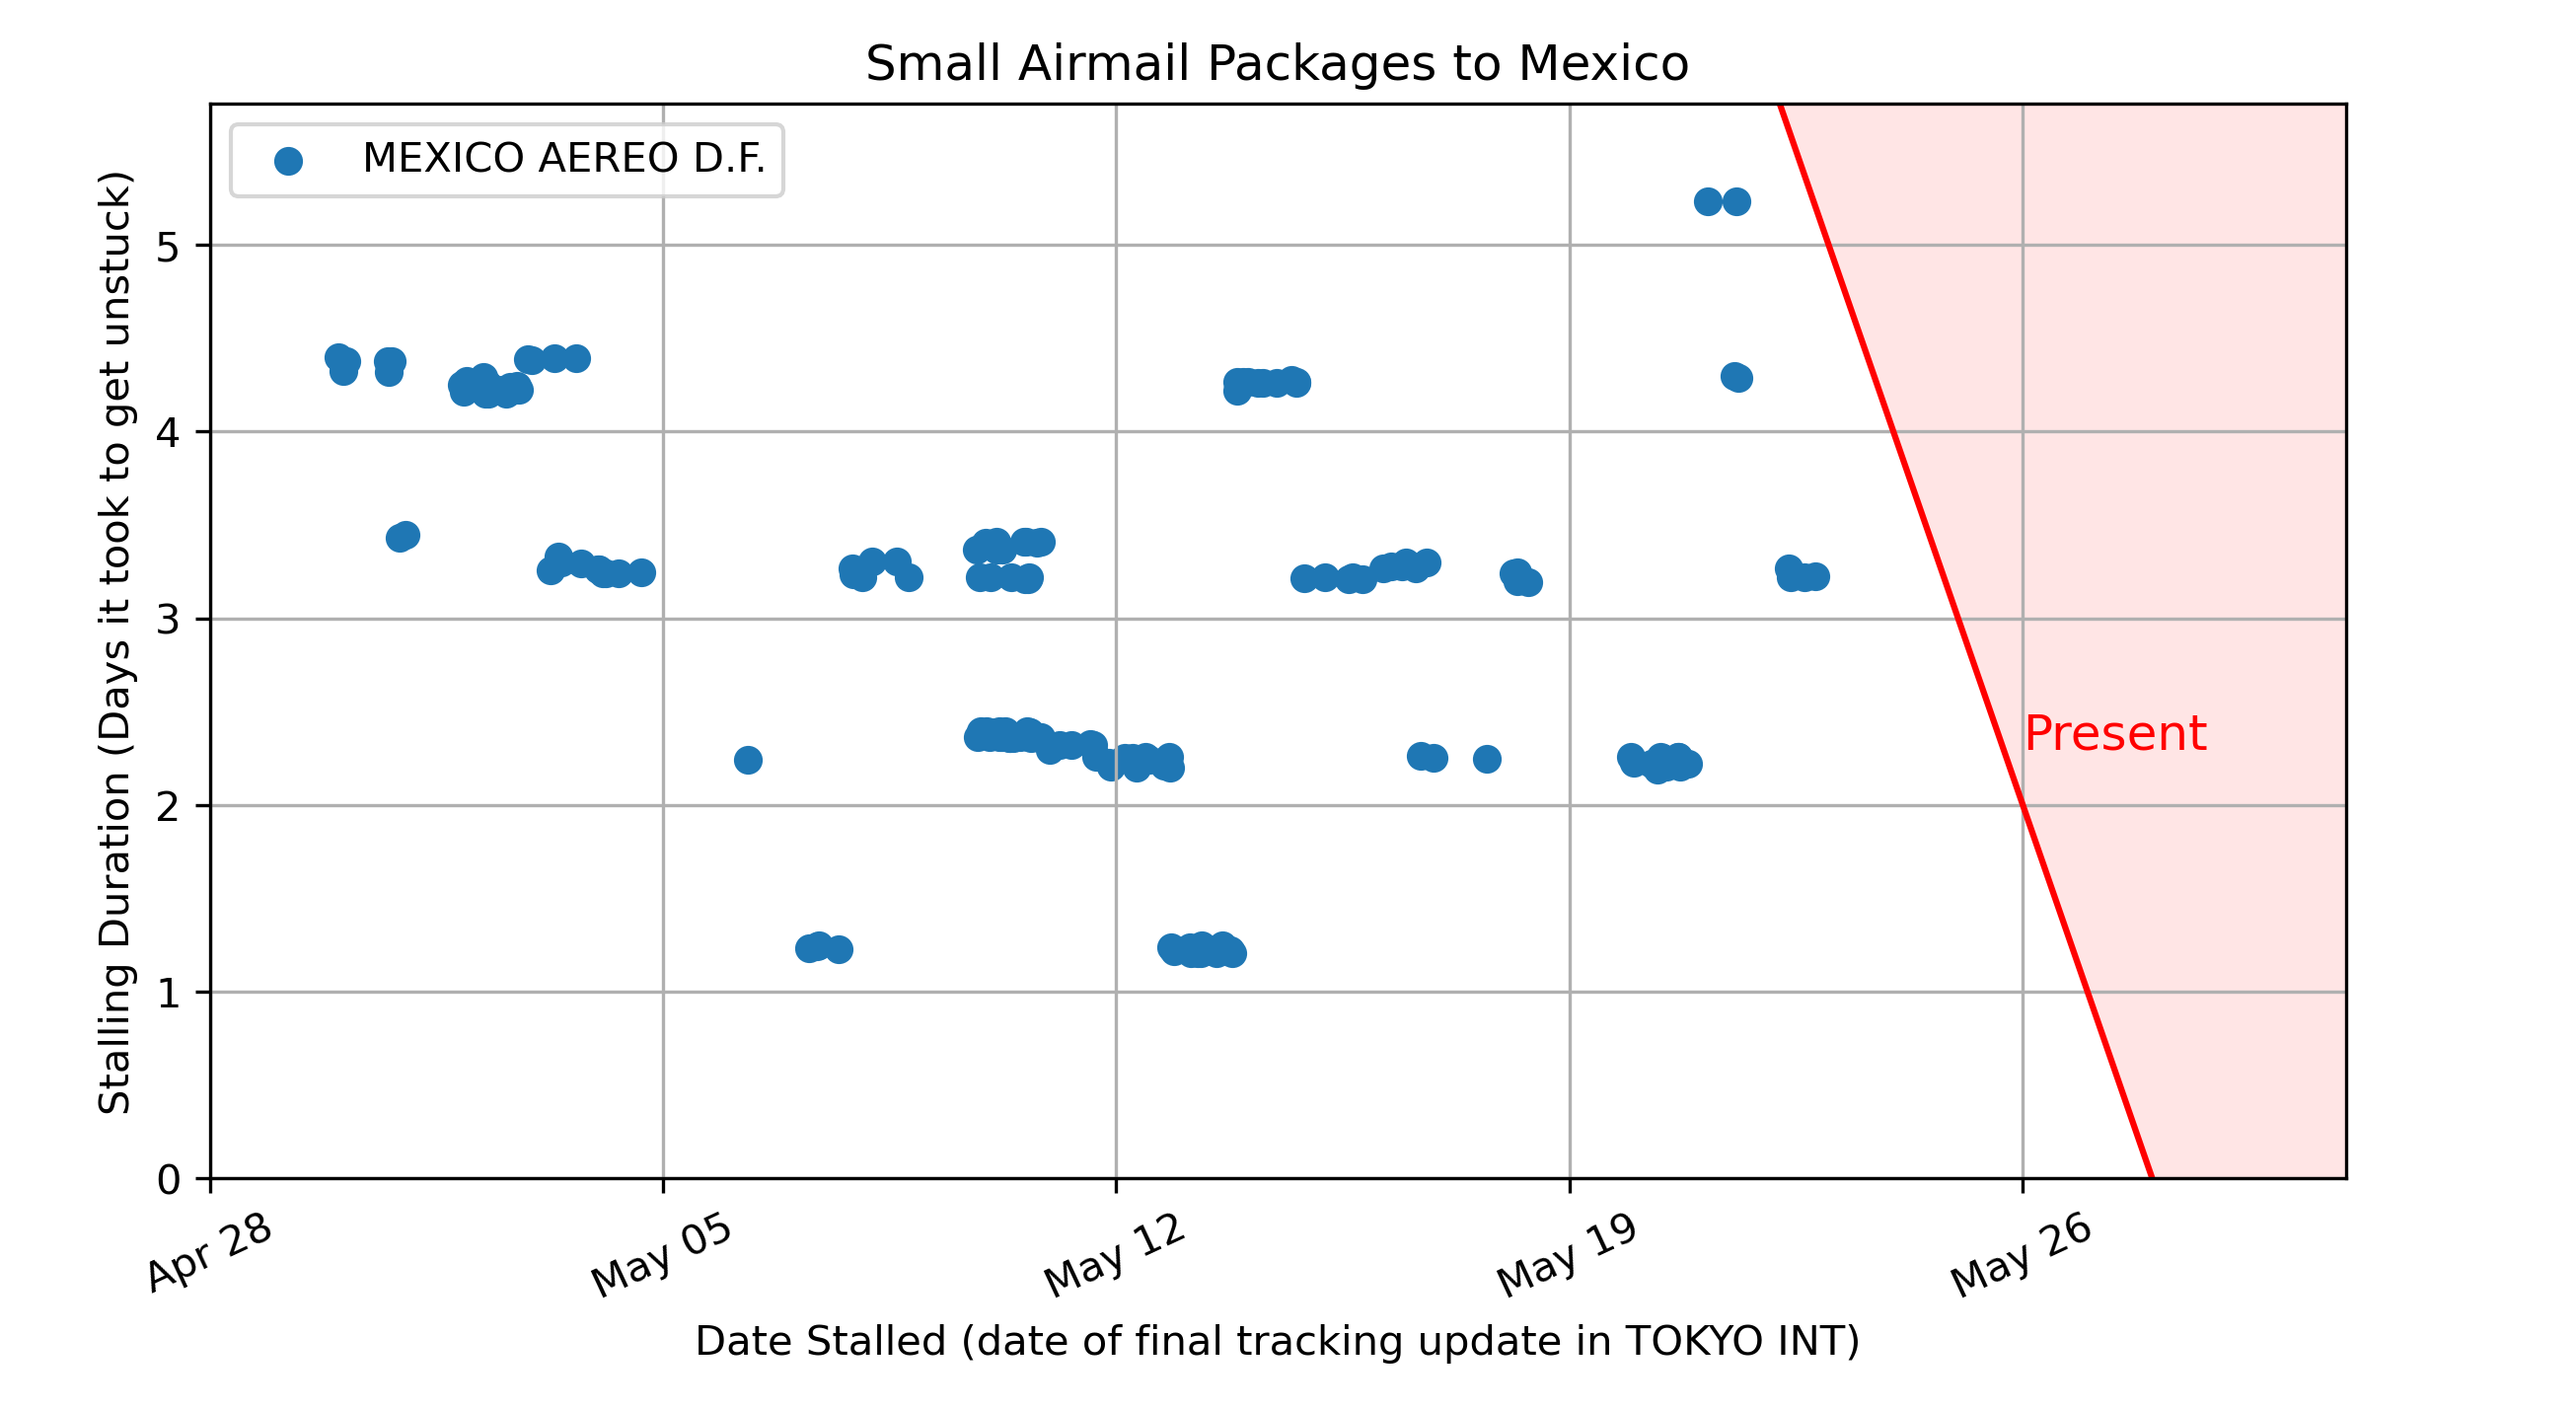 Small Airmail Packages to Mexico
MEXICO AEREO D.F.
Stalling Duration (Days it took to get unstuck)
5
4
3
2
1
0
Present
Apr 28
May 05
May 12
May 19
May 26
Date Stalled (date of final tracking update in TOKYO INT)